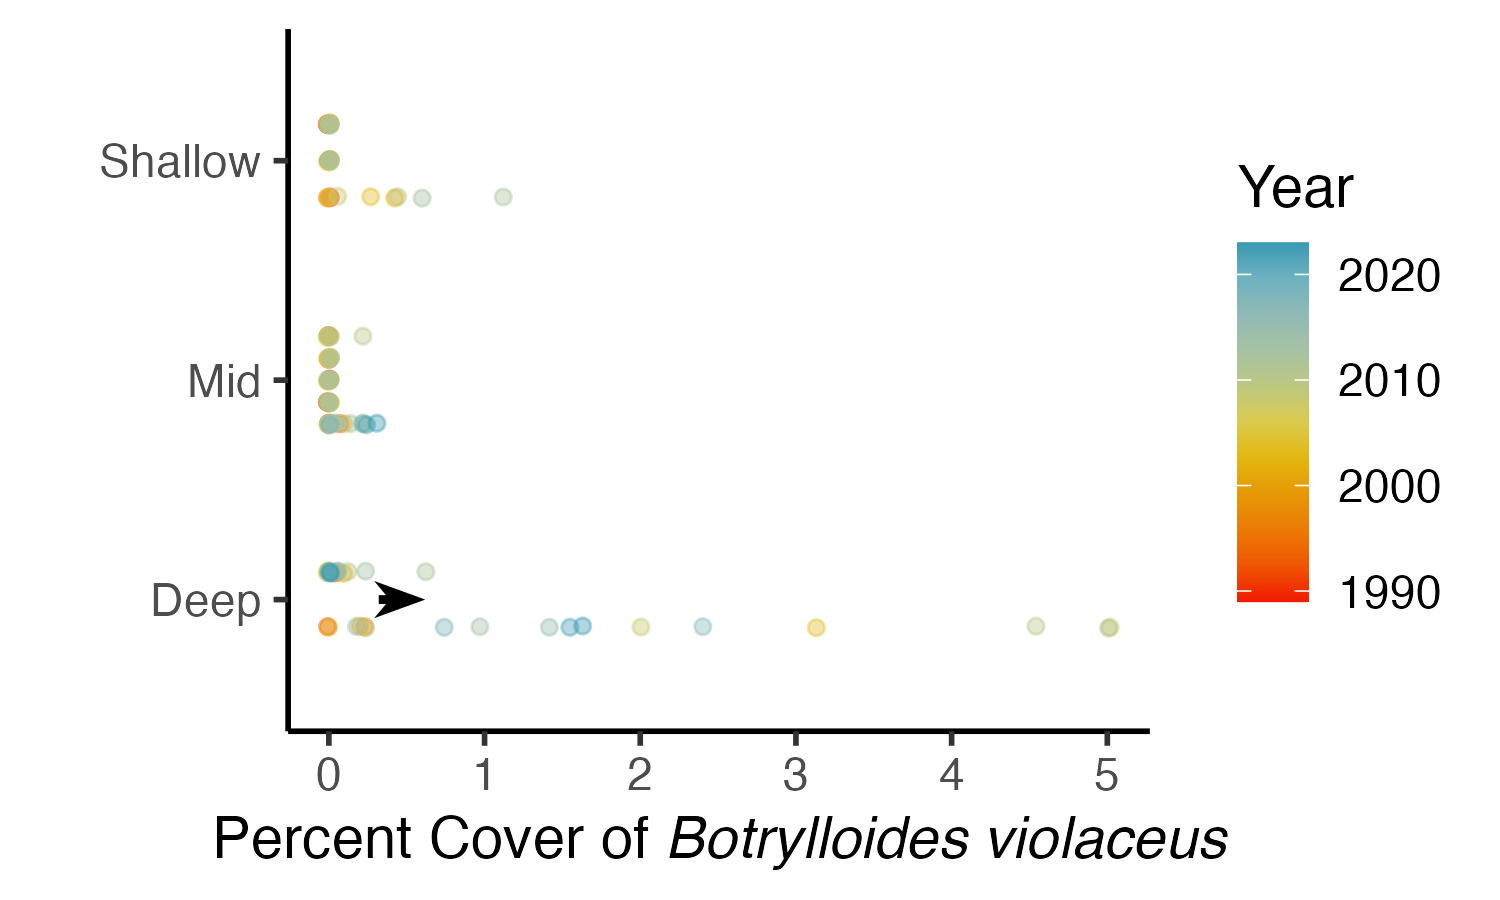 Shallow
Mid
Deep
0 1 2 3 4 5
Percent Cover of Botrylloides violaceus
Year
2020
2010
2000
1990